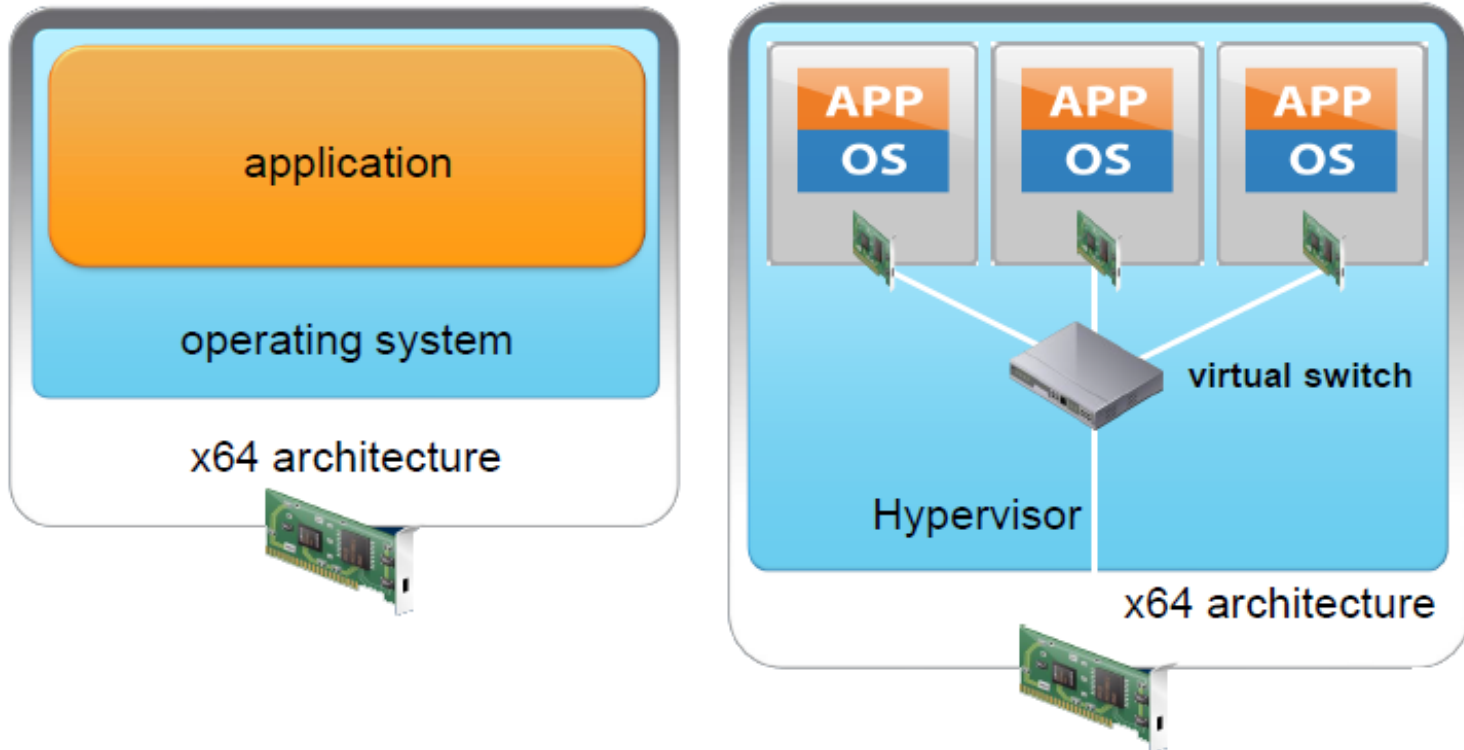 application
operating system
x64 architecture
APP
OS
APP
OS
APP
OS
virtual switch
Hypervisor
x64 architecture